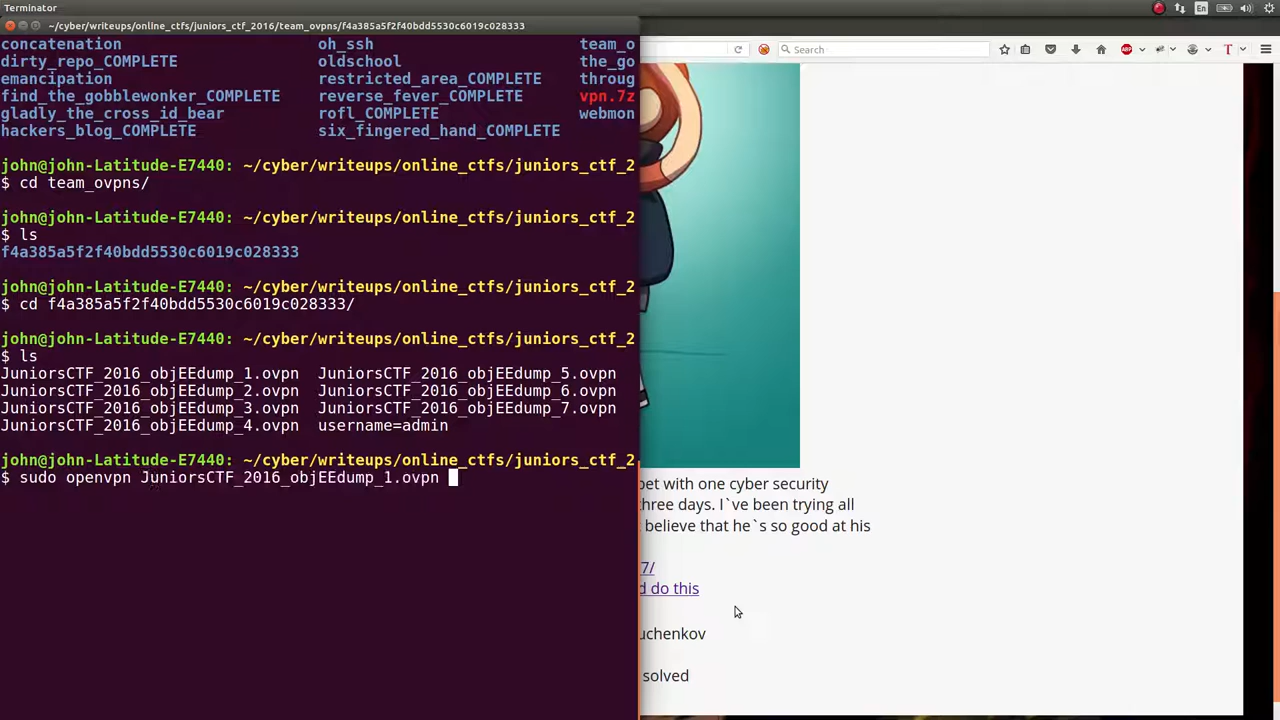 Terminator
En
~/cyber/writeups/online_ctfs/juniors_ctf_2016/team_ovpns/f4a385a5f2f40bdd5530c6019c028333
Search
ABP
T
concatenation oh_ssh team_o
dirty_repo_COMPLETE oldschool the_go
emancipation restricted_area_COMPLETE throug
find_the_gobblewonker_COMPLETE reverse_fever_COMPLETE vpn.7z
gladly_the_cross_id_bear rofl_COMPLETE webmon
hackers_blog_COMPLETE six_fingered_hand_COMPLETE
john@john-Latitude-E7440: ~/cyber/writeups/online_ctfs/juniors_ctf_2
$ cd team_ovpns/
john@john-Latitude-E7440: ~/cyber/writeups/online_ctfs/juniors_ctf_2
$ ls
f4a385a5f2f40bdd5530c6019c028333
john@john-Latitude-E7440: ~/cyber/writeups/online_ctfs/juniors_ctf_2
$ cd f4a385a5f2f40bdd5530c6019c028333/
john@john-Latitude-E7440: ~/cyber/writeups/online_ctfs/juniors_ctf_2
$ ls
JuniorsCTF_2016_objEEdump_1.ovpn JuniorsCTF_2016_objEEdump_5.ovpn
JuniorsCTF_2016_objEEdump_2.ovpn JuniorsCTF_2016_objEEdump_6.ovpn
JuniorsCTF_2016_objEEdump_3.ovpn JuniorsCTF_2016_objEEdump_7.ovpn
JuniorsCTF_2016_objEEdump_4.ovpn username=admin
john@john-Latitude-E7440: ~/cyber/writeups/online_ctfs/juniors_ctf_2
$ sudo openvpn JuniorsCTF_2016_objEEdump_1.ovpn
bet with one cyber security
three days. I`ve been trying all
believe that he`s so good at his
7/
d do this
uchenkov
solved